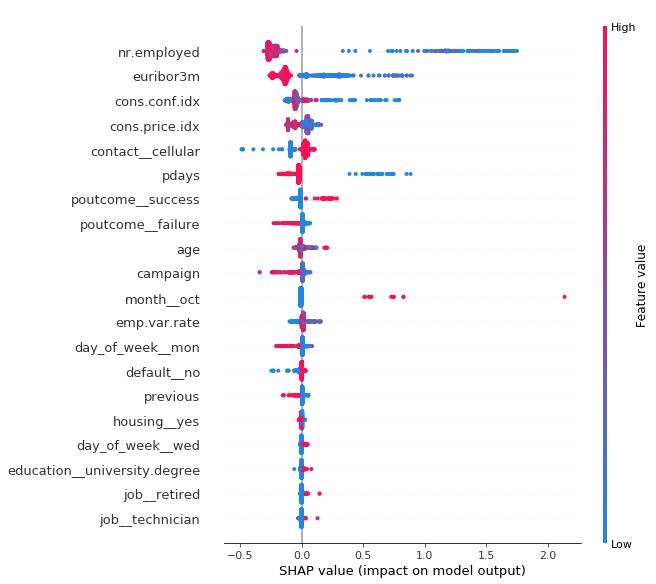 High
nr.employed
euribor3m
cons.conf.idx
cons.price.idx
contact__cellular
pdays
poutcome__success
poutcome__failure
age
campaign
month__oct
emp.var.rate
day_of_week__mon
default__no
previous
housing__yes
day_of_week__wed
education__university.degree
job__retired
job__technician
Feature value
Low
−0.5 0.0 0.5 1.0 1.5 2.0
SHAP value (impact on model output)